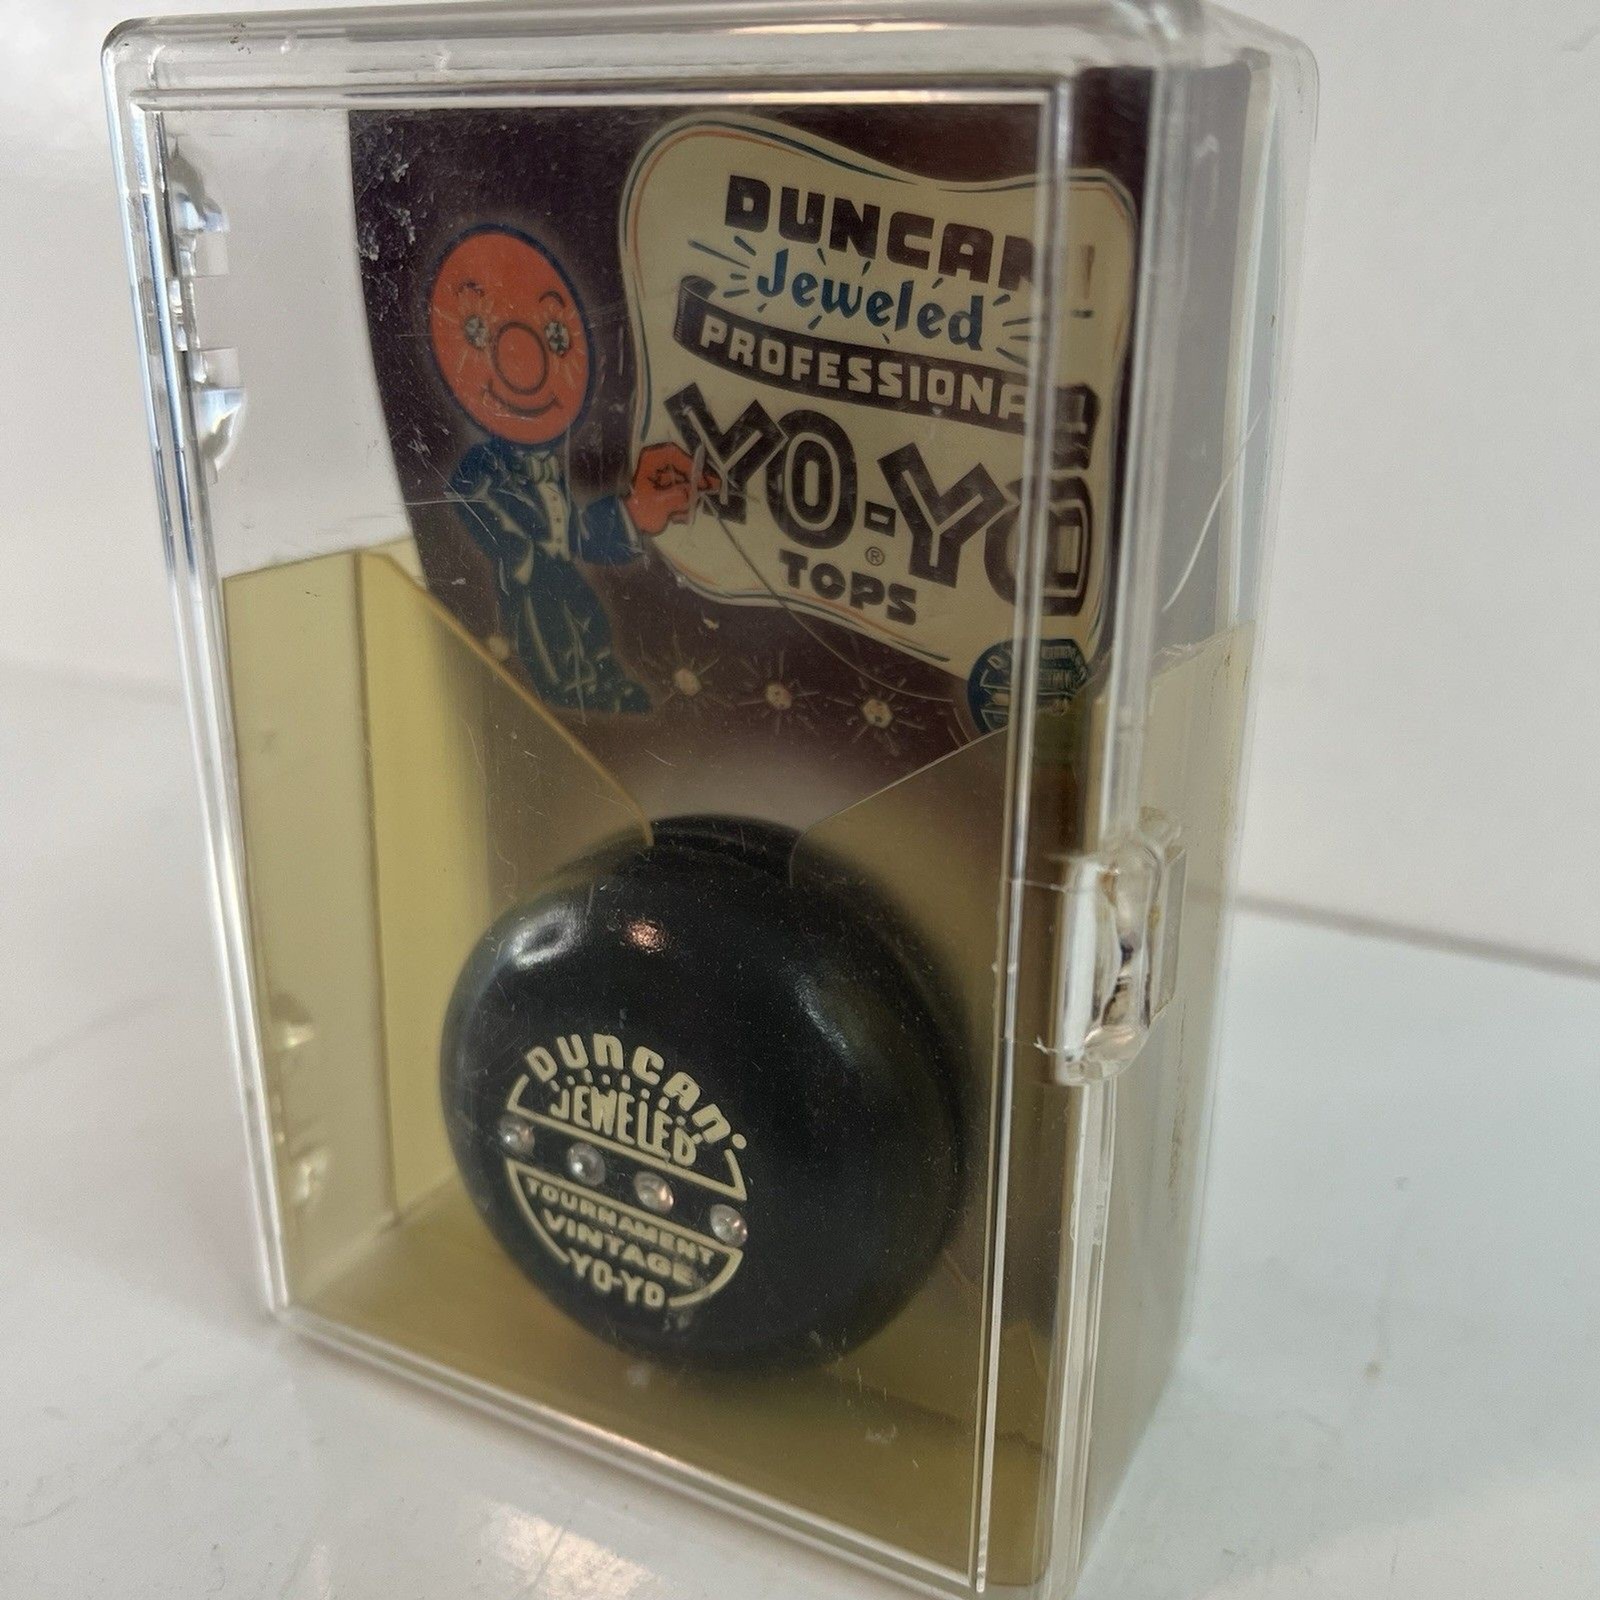 DUNCAN
Jeweled
PROFESSIONAL
YO-YO
®
TOPS
DUNCAN®
JEWELED
TOURNAMENT
VINTAGE
YO-YO